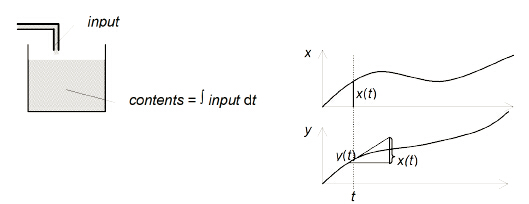 input
contents = ∫ input dt
x
x(t)
y
y(t)
x(t)
t